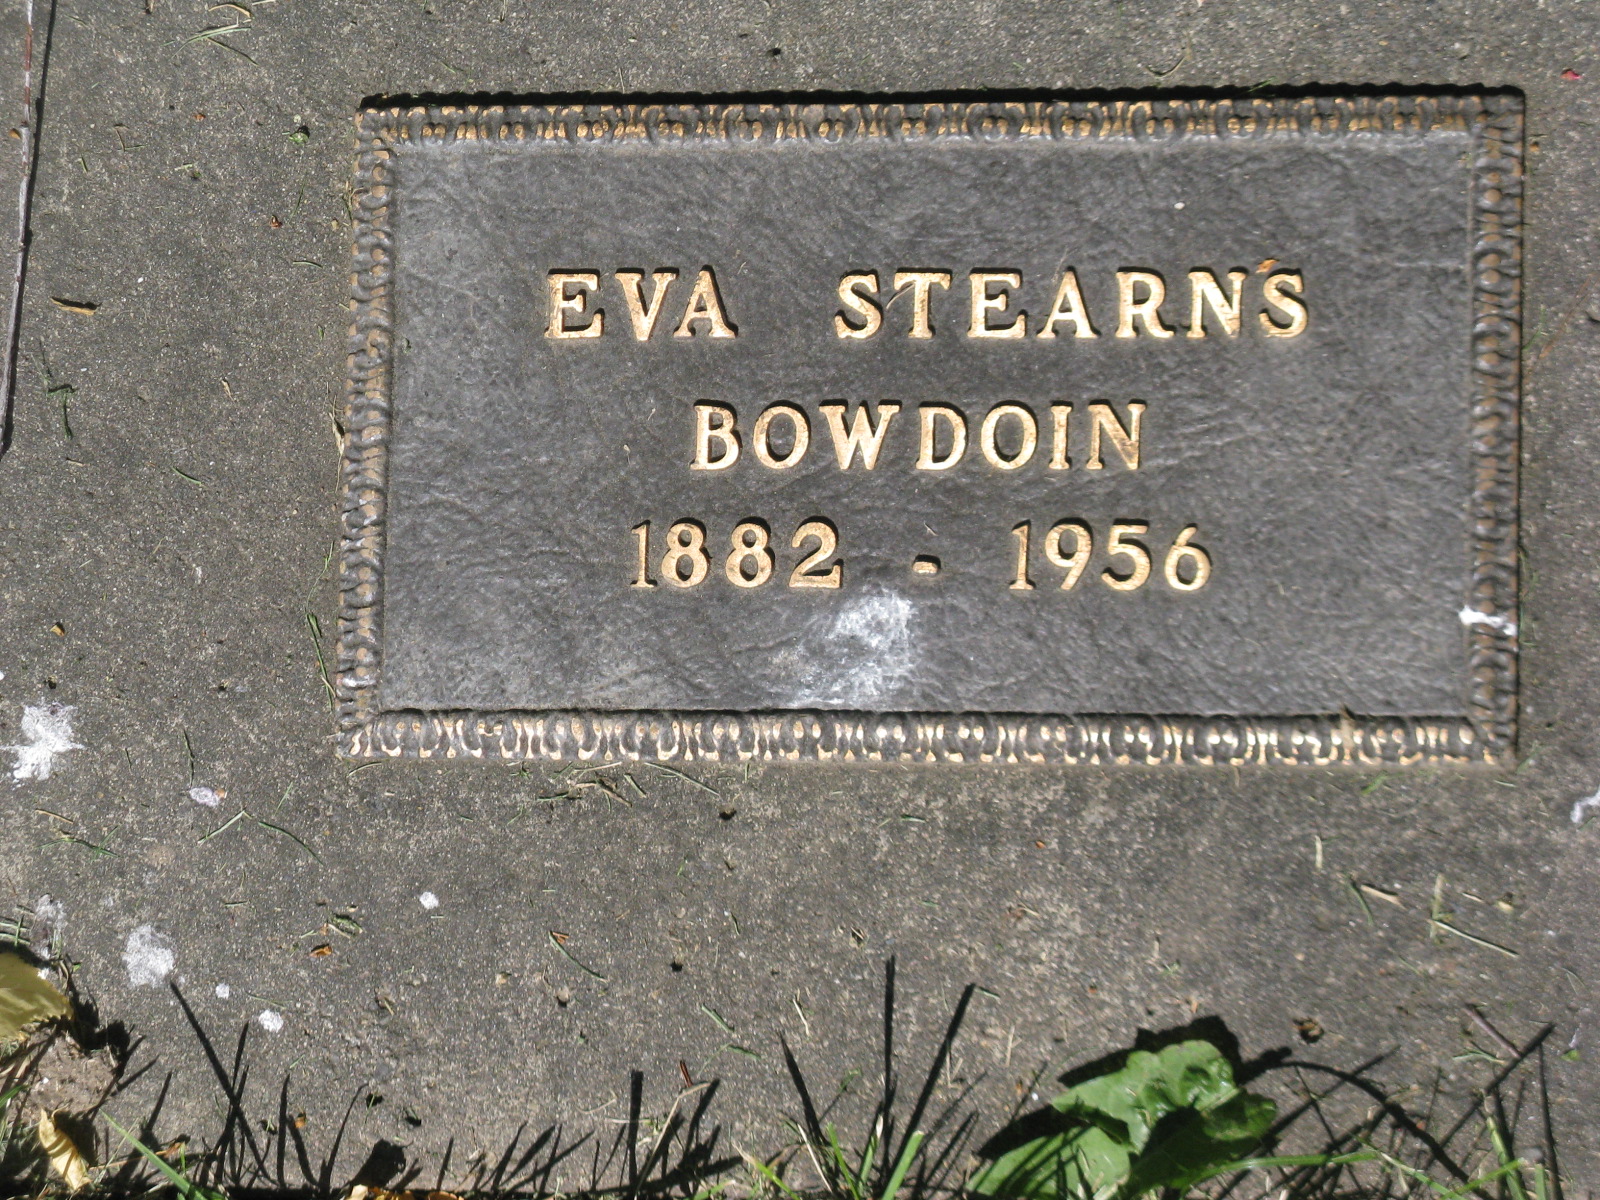 EVA STEARNS
BOWDOIN
1882 - 1956